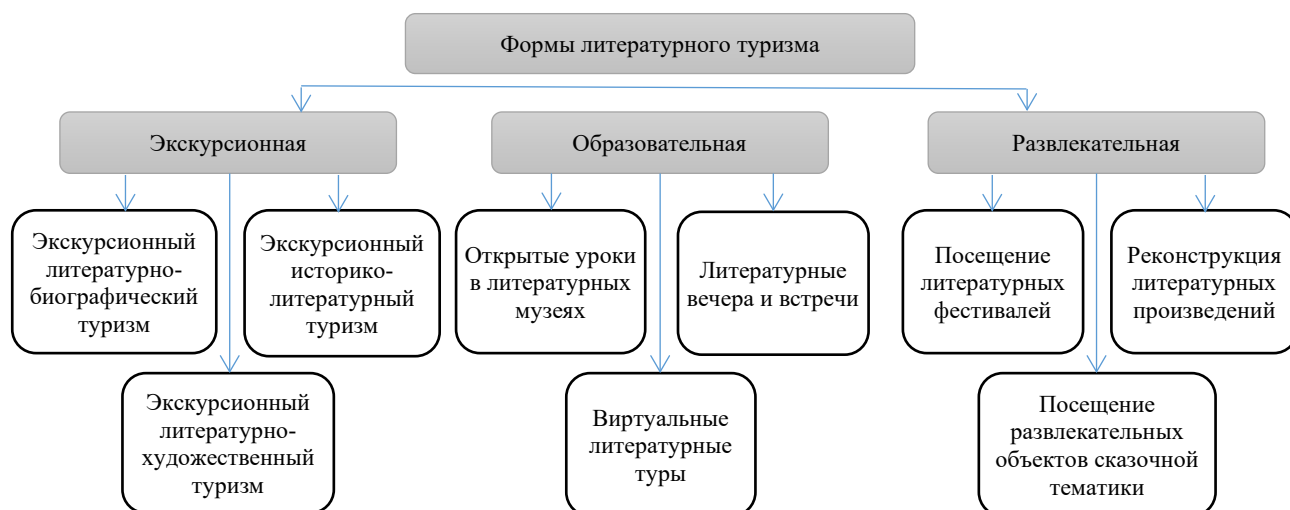 Формы литературного туризма
Экскурсионная
Образовательная
Развлекательная
Экскурсионный
литературно-
биографический
туризм
Экскурсионный
историко-
литературный
туризм
Открытые уроки
в литературных
музеях
Литературные
вечера и встречи
Посещение
литературных
фестивалей
Реконструкция
литературных
произведений
Экскурсионный
литературно-
художественный
туризм
Виртуальные
литературные
туры
Посещение
развлекательных
объектов сказочной
тематики